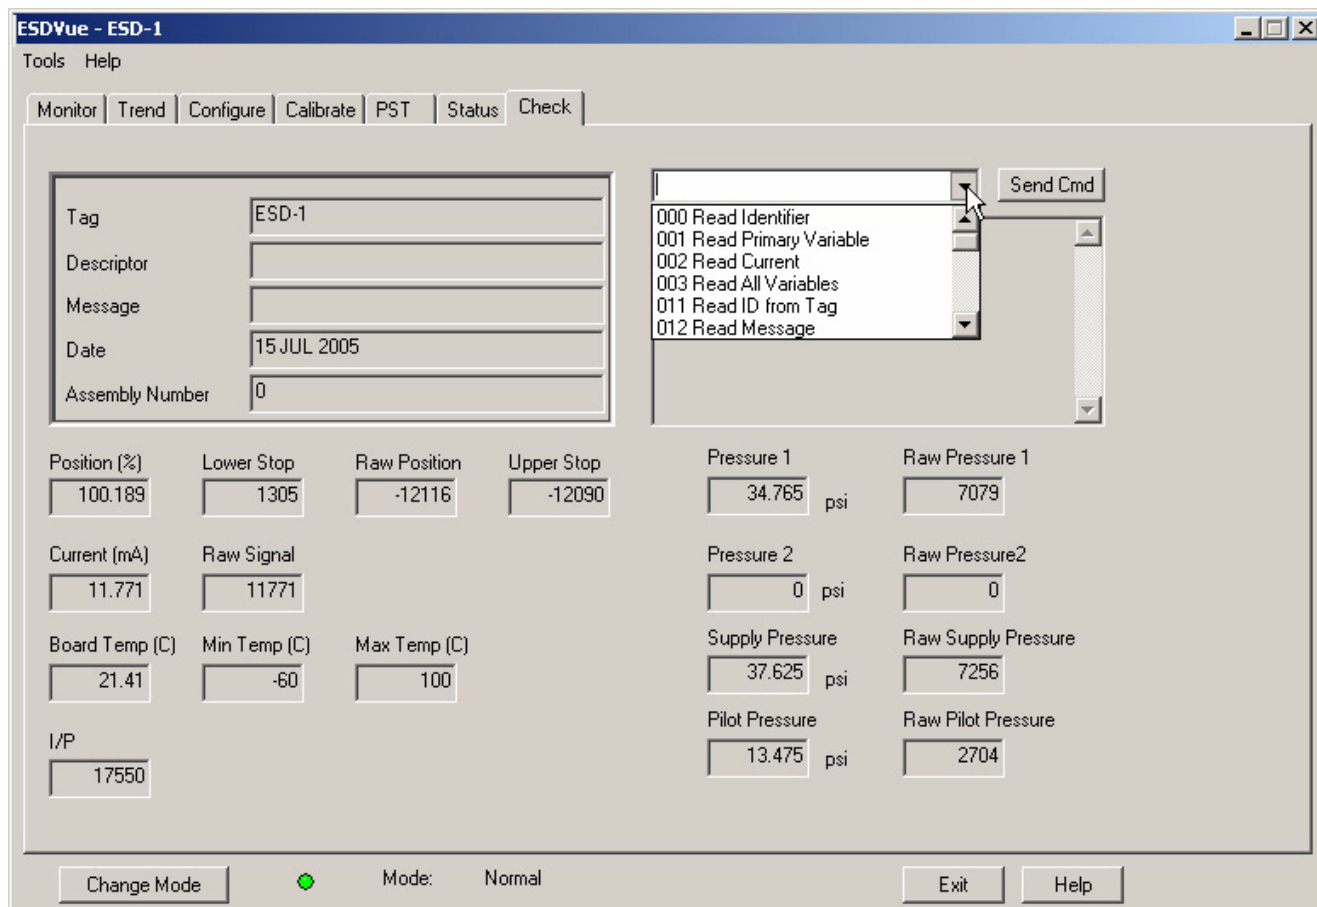 ESDVue - ESD-1
Tools Help
Monitor Trend Configure Calibrate PST Status Check
Send Cmd
Tag ESD-1
Descriptor
Message
Date 15 JUL 2005
Assembly Number 0
000 Read Identifier
001 Read Primary Variable
002 Read Current
003 Read All Variables
011 Read ID from Tag
012 Read Message
Position (%) Lower Stop Raw Position Upper Stop
100.189 1305 -12116 -12090
Current (mA) Raw Signal
11.771 11771
Board Temp (C) Min Temp (C) Max Temp (C)
21.41 -60 100
I/P
17550
Pressure 1 Raw Pressure 1
34.765 psi 7079
Pressure 2 Raw Pressure2
0 psi 0
Supply Pressure Raw Supply Pressure
37.625 psi 7256
Pilot Pressure Raw Pilot Pressure
13.475 psi 2704
Change Mode Mode: Normal Exit Help